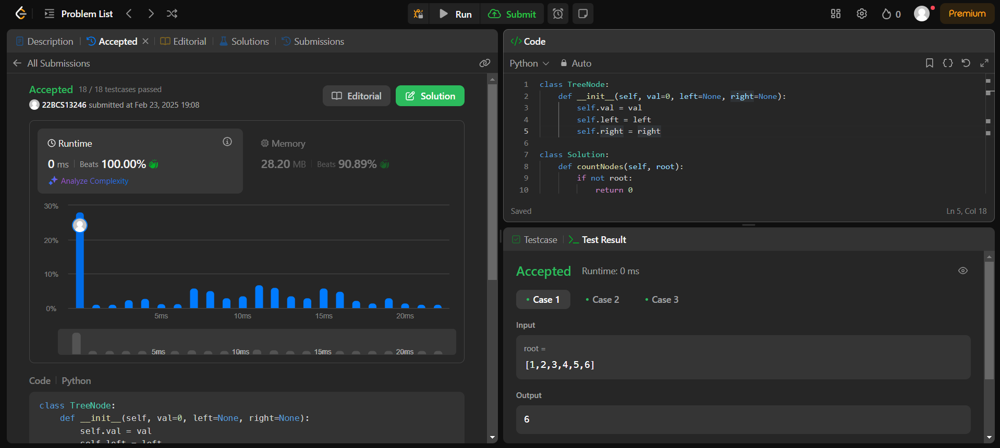 Problem List
Run
Submit
0
Premium
Description
Accepted
Editorial
Solutions
Submissions
All Submissions
Accepted 18 / 18 testcases passed
22BCS13246 submitted at Feb 23, 2025 19:08
Editorial
Solution
Runtime
0 ms Beats 100.00%
Analyze Complexity
Memory
28.20 MB Beats 90.89%
30%
20%
10%
0%
5ms 10ms 15ms 20ms
5ms 10ms 15ms 20ms
Code Python
class TreeNode:
    def __init__(self, val=0, left=None, right=None):
        self.val = val
        self.left = left
</> Code
Python
Auto
1 class TreeNode:
2     def __init__(self, val=0, left=None, right=None):
3         self.val = val
4         self.left = left
5         self.right = right
6
7 class Solution:
8     def countNodes(self, root):
9         if not root:
10             return 0
Saved
Ln 5, Col 18
Testcase
>_ Test Result
Accepted Runtime: 0 ms
• Case 1 • Case 2 • Case 3
Input
root =
[1,2,3,4,5,6]
Output
6